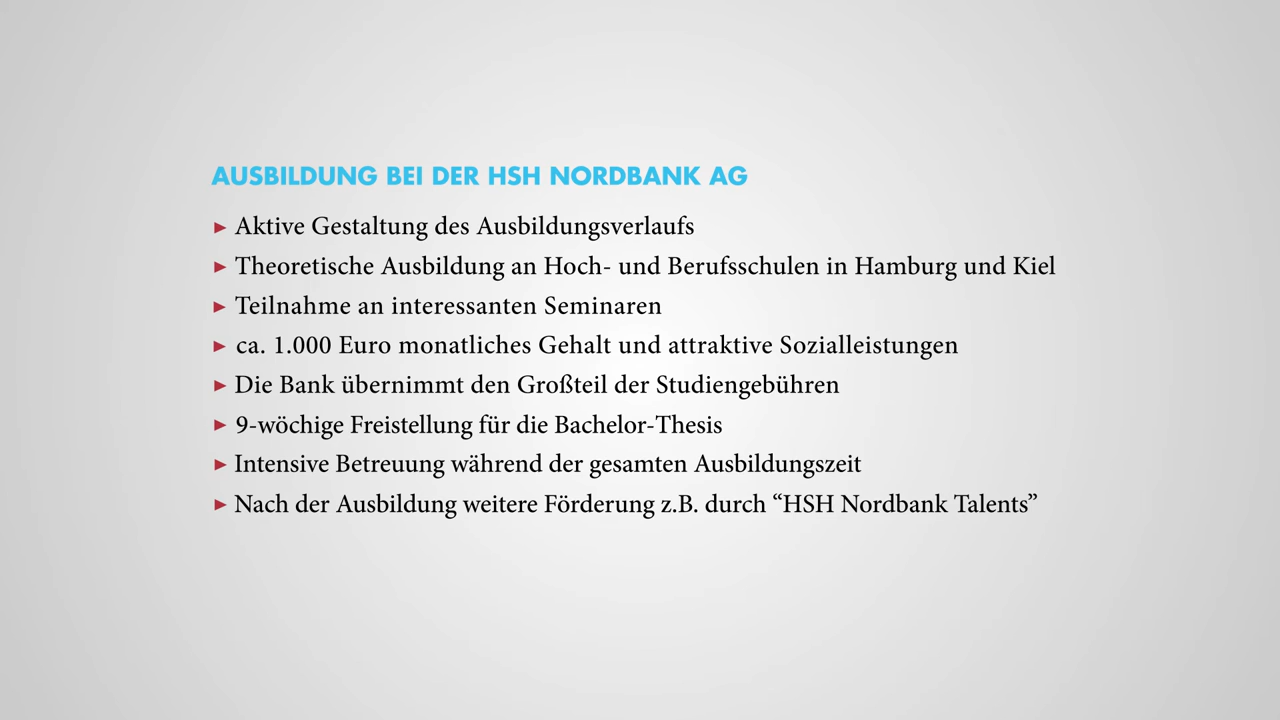 AUSBILDUNG BEI DER HSH NORDBANK AG
► Aktive Gestaltung des Ausbildungsverlaufs
► Theoretische Ausbildung an Hoch- und Berufsschulen in Hamburg und Kiel
► Teilnahme an interessanten Seminaren
► ca. 1.000 Euro monatliches Gehalt und attraktive Sozialleistungen
► Die Bank übernimmt den Großteil der Studiengebühren
► 9-wöchige Freistellung für die Bachelor-Thesis
► Intensive Betreuung während der gesamten Ausbildungszeit
► Nach der Ausbildung weitere Förderung z.B. durch “HSH Nordbank Talents”